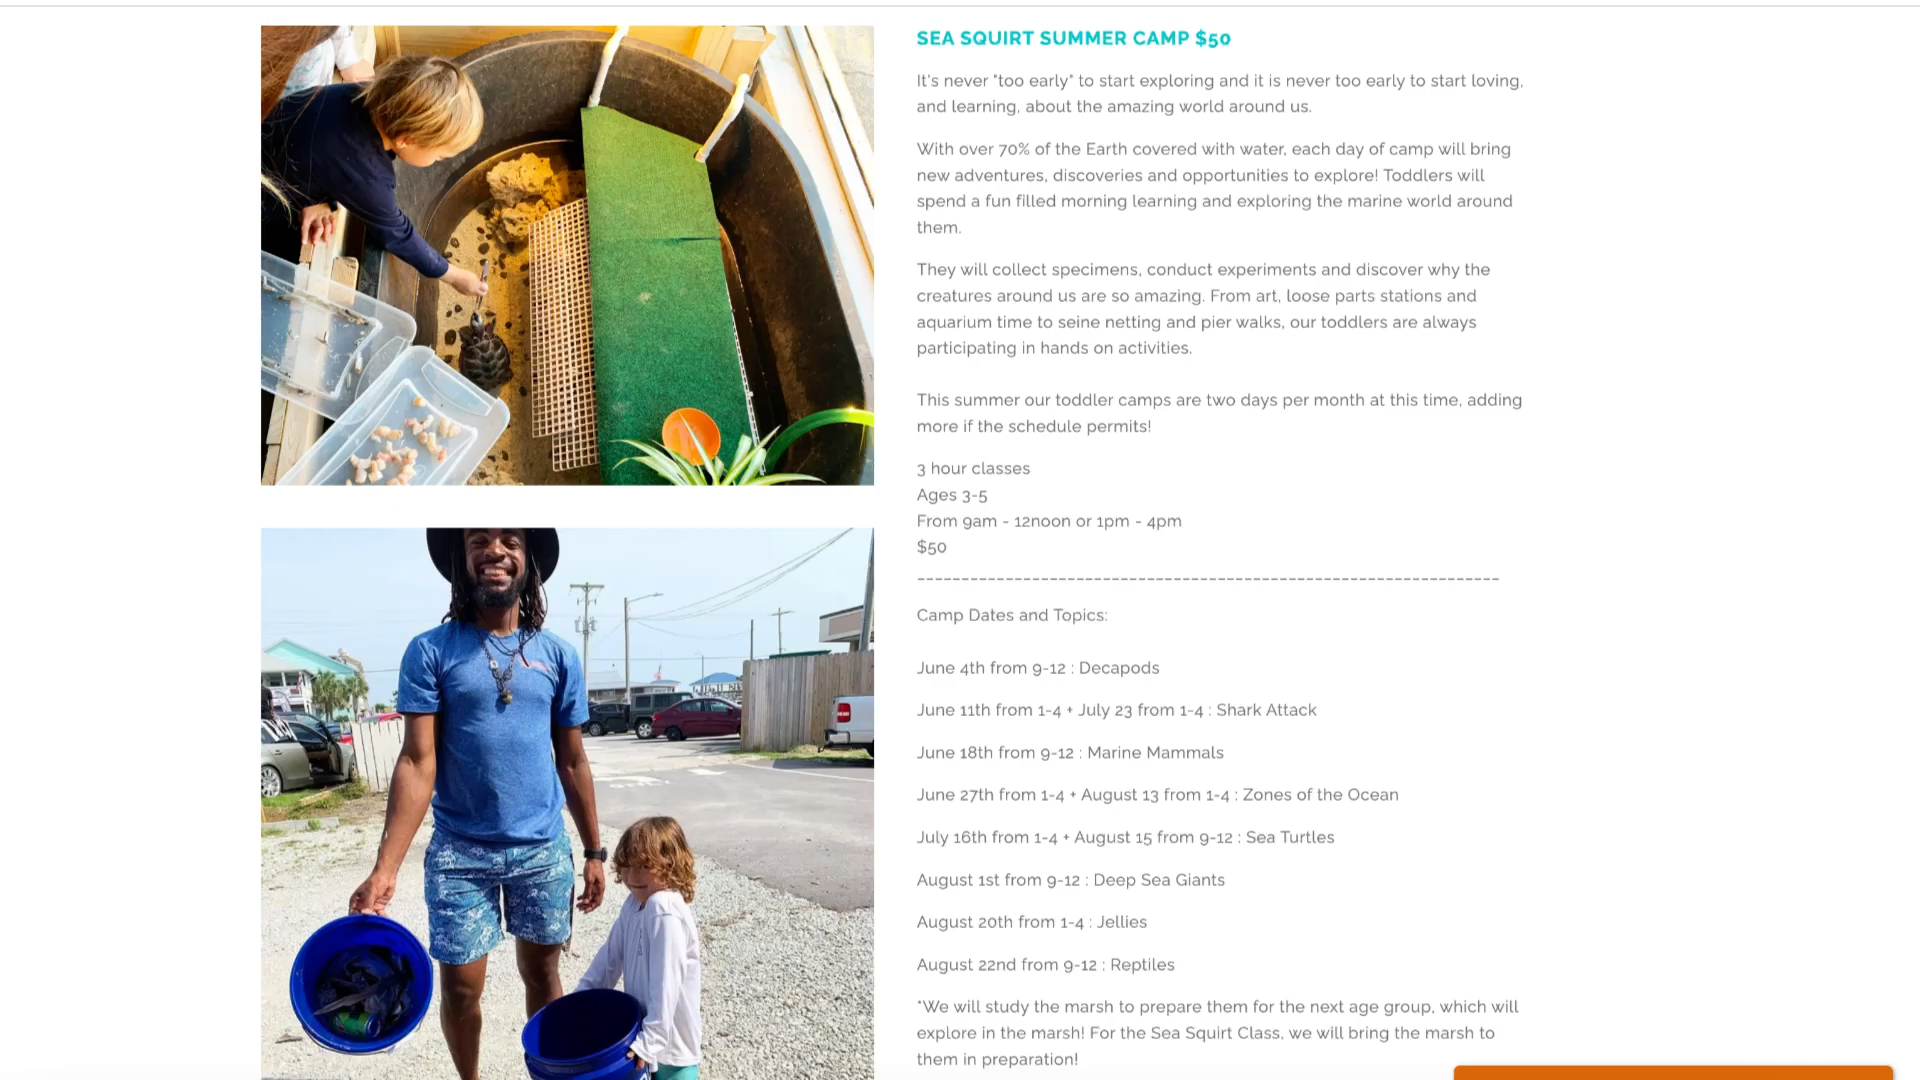 SEA SQUIRT SUMMER CAMP $50
It's never "too early" to start exploring and it is never too early to start loving,
and learning, about the amazing world around us.
With over 70% of the Earth covered with water, each day of camp will bring
new adventures, discoveries and opportunities to explore! Toddlers will
spend a fun filled morning learning and exploring the marine world around
them.
They will collect specimens, conduct experiments and discover why the
creatures around us are so amazing. From art, loose parts stations and
aquarium time to seine netting and pier walks, our toddlers are always
participating in hands on activities.
This summer our toddler camps are two days per month at this time, adding
more if the schedule permits!
3 hour classes
Ages 3-5
From 9am - 12noon or 1pm - 4pm
$50
------------------------------------------------------------------
Camp Dates and Topics:
June 4th from 9-12 : Decapods
June 11th from 1-4 + July 23 from 1-4 : Shark Attack
June 18th from 9-12 : Marine Mammals
June 27th from 1-4 + August 13 from 1-4 : Zones of the Ocean
July 16th from 1-4 + August 15 from 9-12 : Sea Turtles
August 1st from 9-12 : Deep Sea Giants
August 20th from 1-4 : Jellies
August 22nd from 9-12 : Reptiles
*We will study the marsh to prepare them for the next age group, which will
explore in the marsh! For the Sea Squirt Class, we will bring the marsh to
them in preparation!